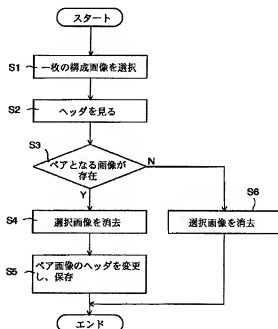 スタート
S1
一枚の構成画像を選択
S2
ヘッダを見る
S3
ペアとなる画像が
存在
N
Y
S4
選択画像を消去
S6
選択画像を消去
S5
ペア画像のヘッダを変更
し、保存
エンド